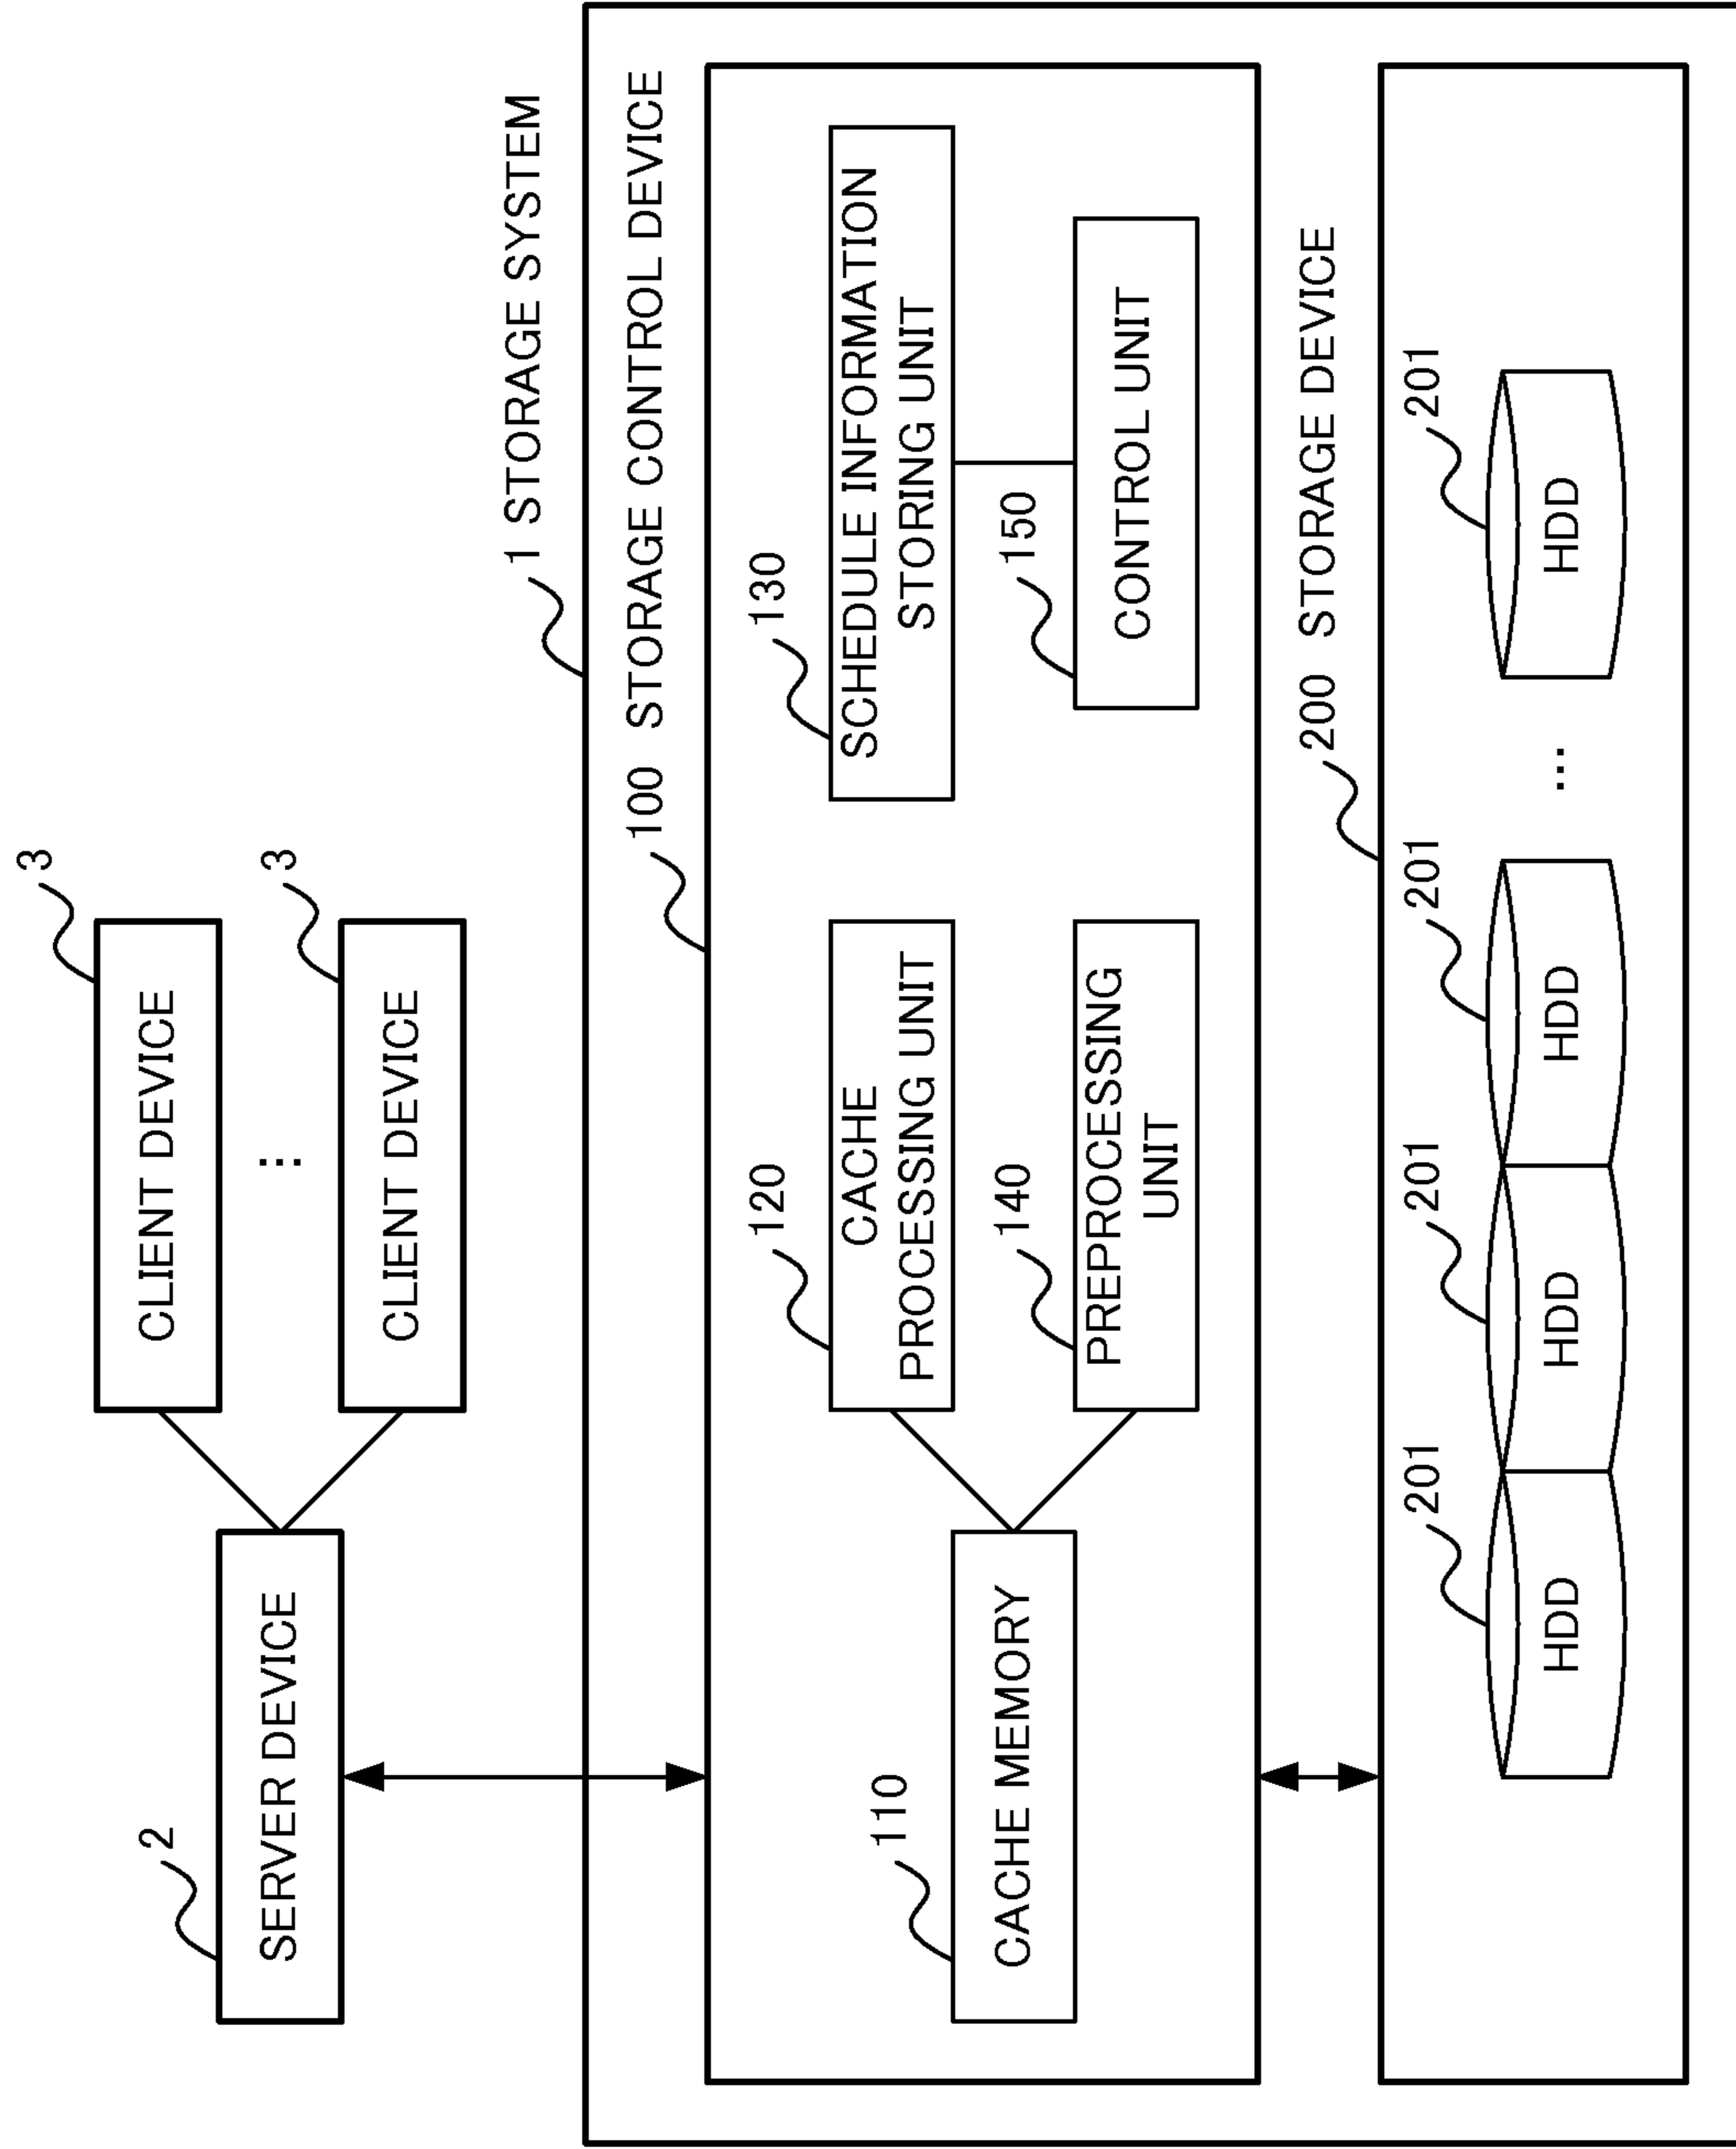 3
CLIENT DEVICE
2
SERVER DEVICE
...
3
CLIENT DEVICE
1 STORAGE SYSTEM
100 STORAGE CONTROL DEVICE
120
CACHE
PROCESSING UNIT
130
SCHEDULE INFORMATION
STORING UNIT
110
CACHE MEMORY
140
PREPROCESSING
UNIT
150
CONTROL UNIT
200 STORAGE DEVICE
201
201
201
201
HDD
HDD
HDD
...
HDD